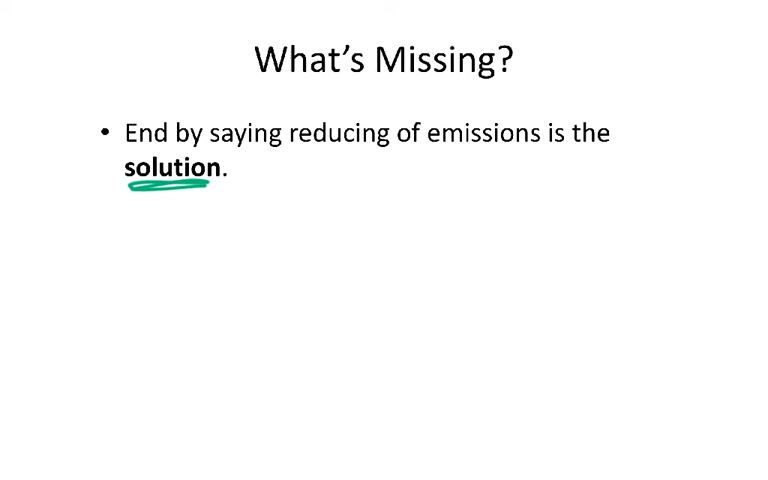 What’s Missing?
• End by saying reducing of emissions is the
solution.